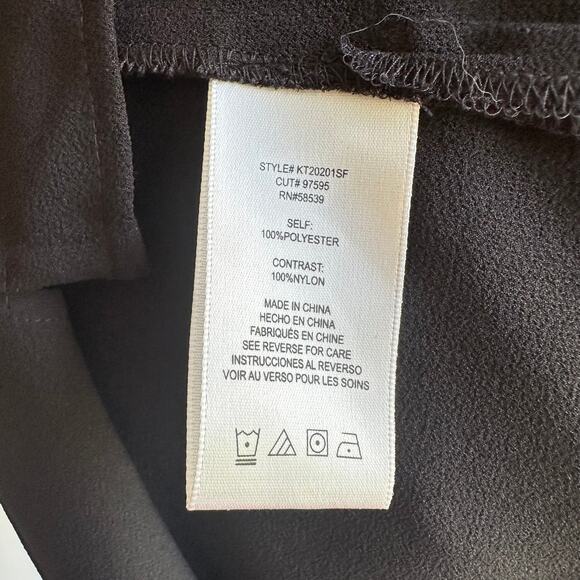 STYLE# KT20201SF
CUT# 97595
RN#58539
SELF:
100%POLYESTER
CONTRAST:
100%NYLON
MADE IN CHINA
HECHO EN CHINA
FABRIQUÉS EN CHINE
SEE REVERSE FOR CARE
INSTRUCCIONES AL REVERSO
VOIR AU VERSO POUR LES SOINS